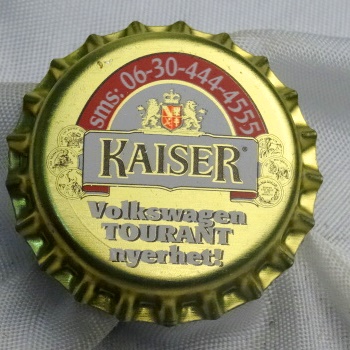 sms: 06-30-444-4555
KAISER®
Volkswagen
TOURANT
nyerhet!